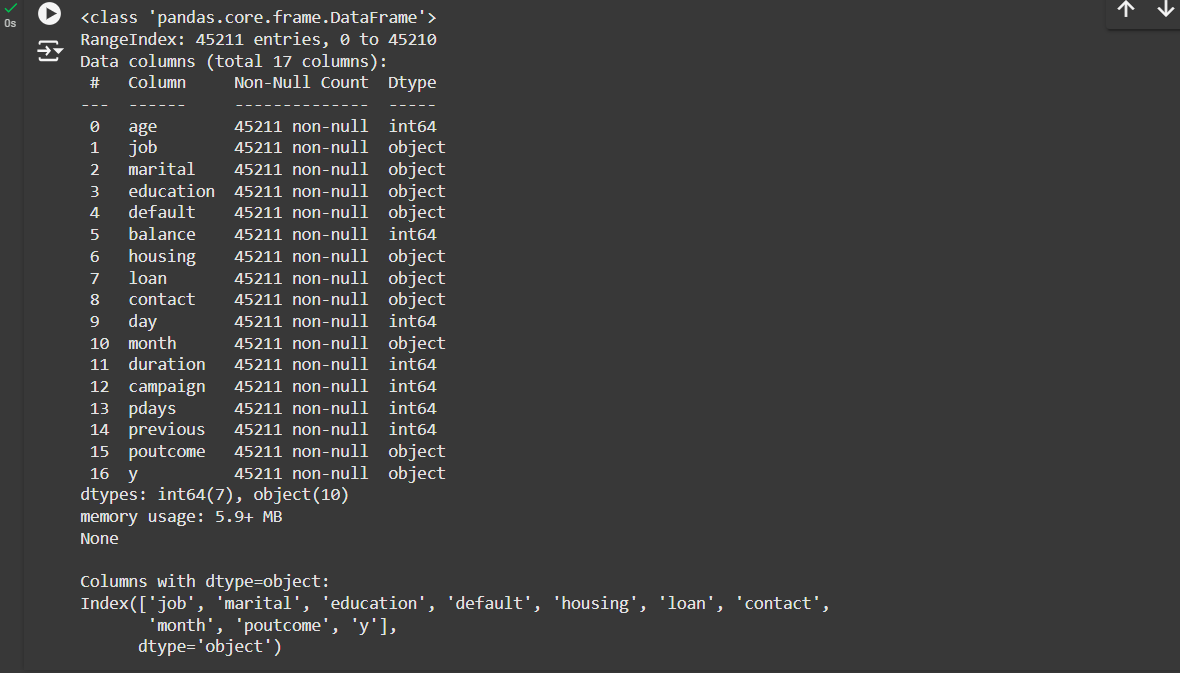 0s
<class 'pandas.core.frame.DataFrame'>
RangeIndex: 45211 entries, 0 to 45210
Data columns (total 17 columns):
 #   Column     Non-Null Count  Dtype
---  ------     --------------  -----
 0   age        45211 non-null  int64
 1   job        45211 non-null  object
 2   marital    45211 non-null  object
 3   education  45211 non-null  object
 4   default    45211 non-null  object
 5   balance    45211 non-null  int64
 6   housing    45211 non-null  object
 7   loan       45211 non-null  object
 8   contact    45211 non-null  object
 9   day        45211 non-null  int64
 10  month      45211 non-null  object
 11  duration   45211 non-null  int64
 12  campaign   45211 non-null  int64
 13  pdays      45211 non-null  int64
 14  previous   45211 non-null  int64
 15  poutcome   45211 non-null  object
 16  y          45211 non-null  object
dtypes: int64(7), object(10)
memory usage: 5.9+ MB
None

Columns with dtype=object:
Index(['job', 'marital', 'education', 'default', 'housing', 'loan', 'contact',
       'month', 'poutcome', 'y'],
      dtype='object')